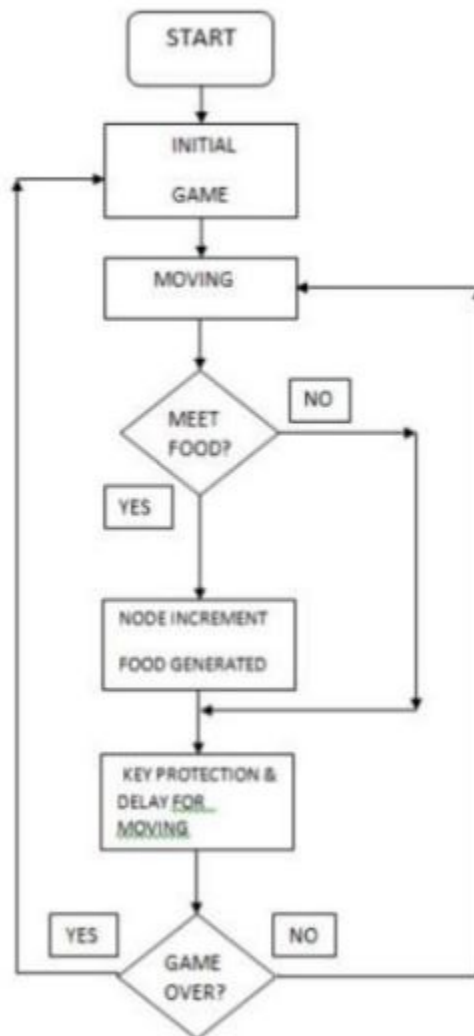 START
INITIAL
GAME
MOVING
NO
MEET
FOOD?
YES
NODE INCREMENT
FOOD GENERATED
KEY PROTECTION &
DELAY FOR
MOVING
YES
NO
GAME
OVER?